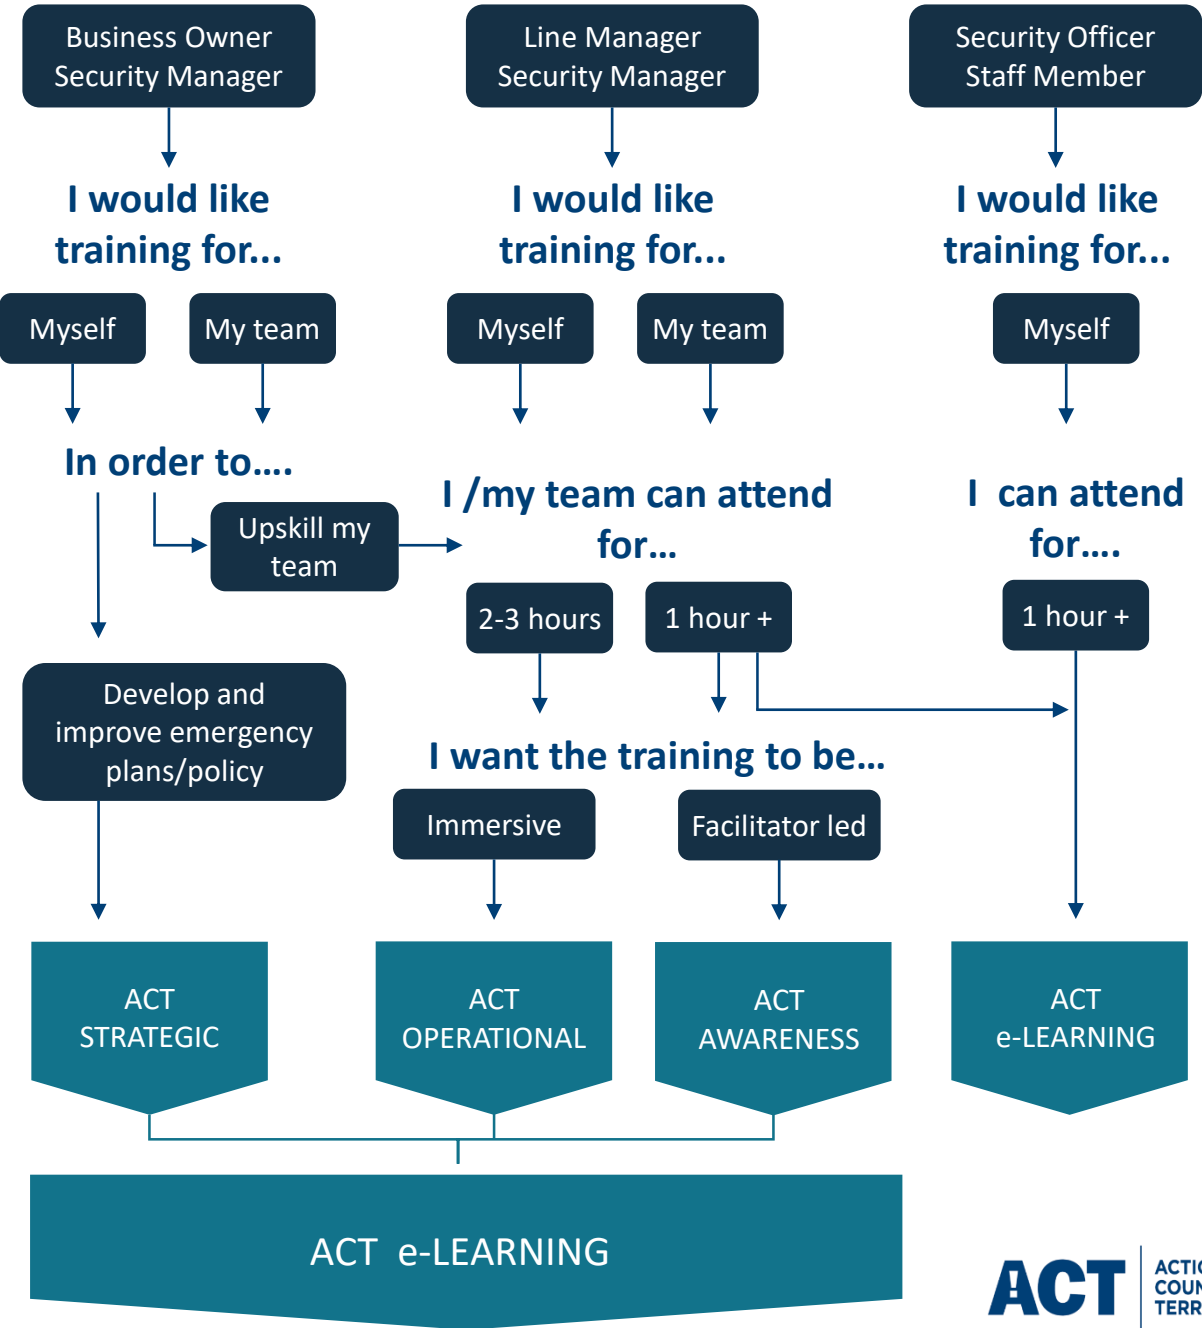 Business Owner
Security Manager
Line Manager
Security Manager
Security Officer
Staff Member
I would like
training for...
I would like
training for...
I would like
training for...
Myself
My team
Myself
My team
Myself
In order to....
Upskill my
team
I /my team can attend
for...
I can attend
for....
2-3 hours
1 hour +
1 hour +
Develop and
improve emergency
plans/policy
I want the training to be...
Immersive
Facilitator led
ACT
STRATEGIC
ACT
OPERATIONAL
ACT
AWARENESS
ACT
e-LEARNING
ACT e-LEARNING
ACT